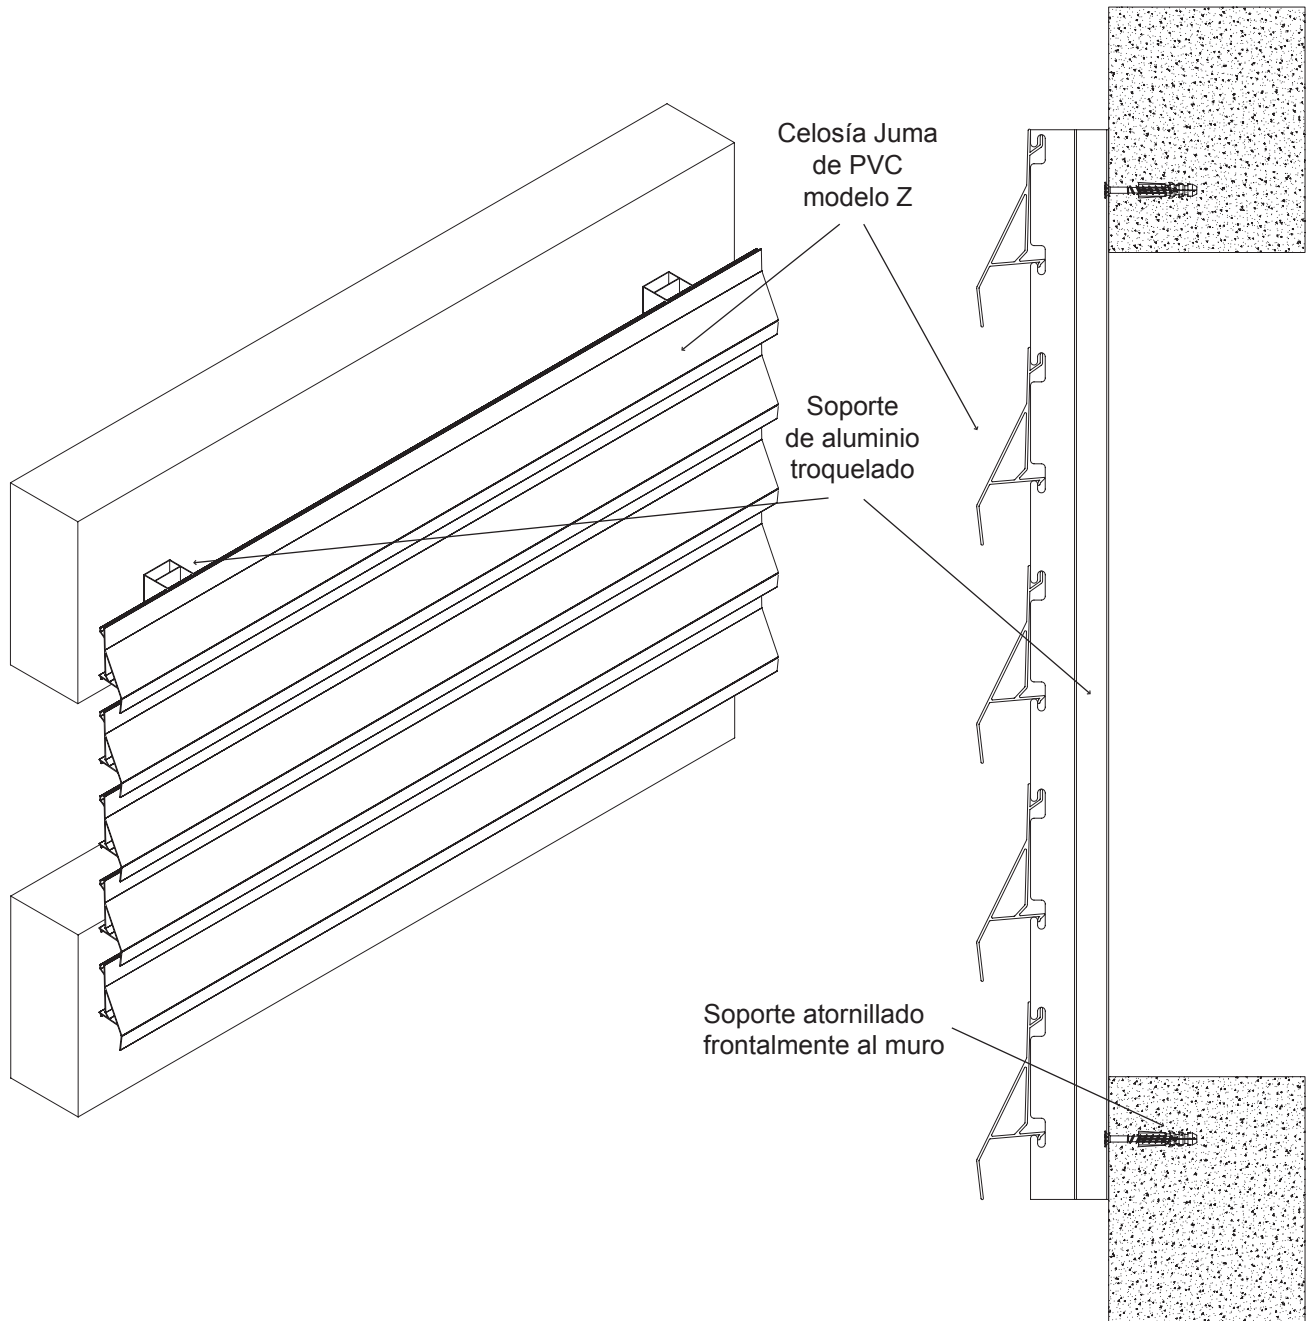 Celosía Juma
de PVC
modelo Z
Soporte
de aluminio
troquelado
Soporte atornillado
frontalmente al muro